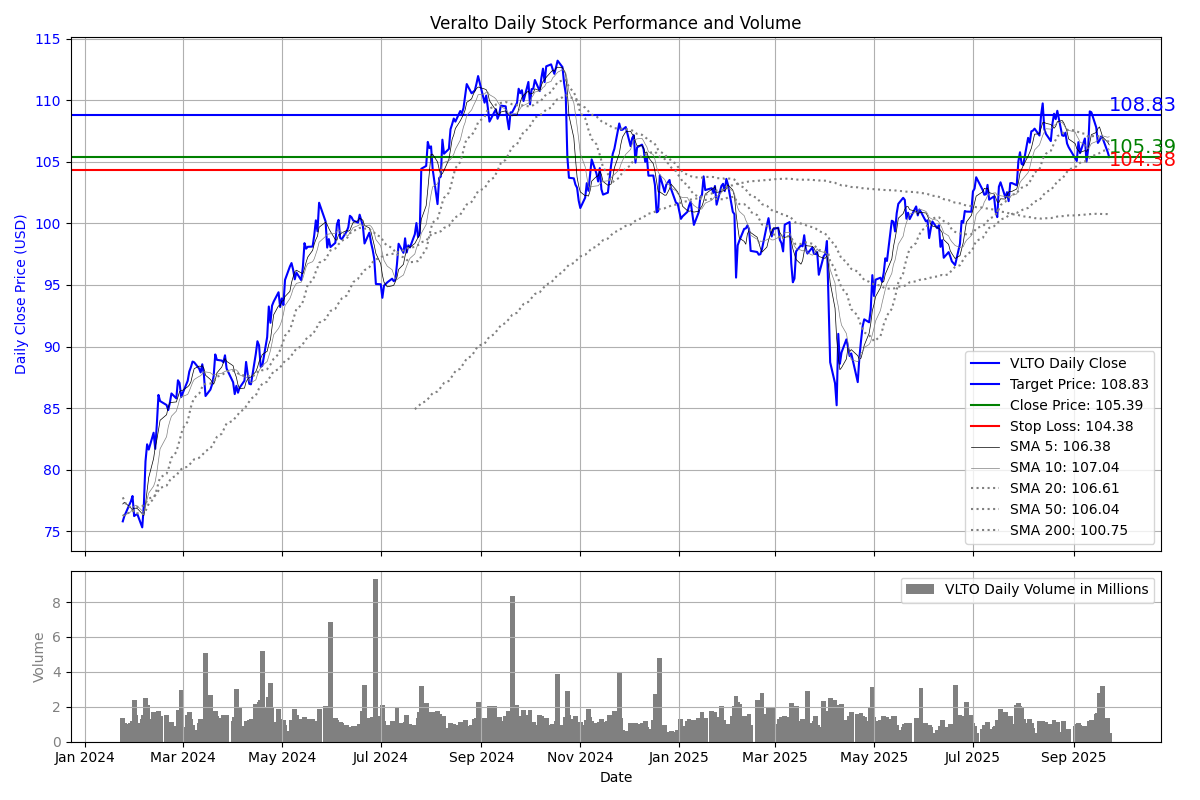 Veralto Daily Stock Performance and Volume
115
110
105
100
95
90
85
80
75
Daily Close Price (USD)
108.83
105.39
104.38
VLTO Daily Close
Target Price: 108.83
Close Price: 105.39
Stop Loss: 104.38
SMA 5: 106.38
SMA 10: 107.04
SMA 20: 106.61
SMA 50: 106.04
SMA 200: 100.75
8
6
4
2
0
Volume
VLTO Daily Volume in Millions
Jan 2024 Mar 2024 May 2024 Jul 2024 Sep 2024 Nov 2024 Jan 2025 Mar 2025 May 2025 Jul 2025 Sep 2025
Date